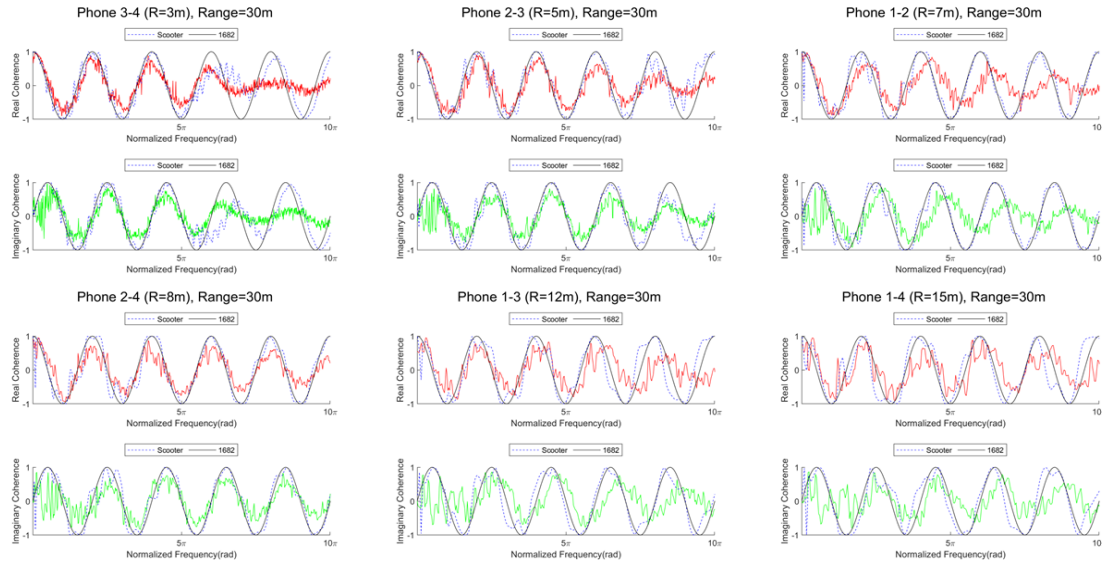 Phone 3-4 (R=3m), Range=30m
Scooter 1682
Real Coherence
1
0
-1
5π
10π
Normalized Frequency(rad)
Scooter 1682
Imaginary Coherence
1
0
-1
5π
10π
Normalized Frequency(rad)
Phone 2-3 (R=5m), Range=30m
Scooter 1682
Real Coherence
1
0
-1
5π
10π
Normalized Frequency(rad)
Scooter 1682
Imaginary Coherence
1
0
-1
5π
10π
Normalized Frequency(rad)
Phone 1-2 (R=7m), Range=30m
Scooter 1682
Real Coherence
1
0
-1
5π
10π
Normalized Frequency(rad)
Scooter 1682
Imaginary Coherence
1
0
-1
5π
10π
Normalized Frequency(rad)
Phone 2-4 (R=8m), Range=30m
Scooter 1682
Real Coherence
1
0
-1
5π
10π
Normalized Frequency(rad)
Scooter 1682
Imaginary Coherence
1
0
-1
5π
10π
Normalized Frequency(rad)
Phone 1-3 (R=12m), Range=30m
Scooter 1682
Real Coherence
1
0
-1
5π
10π
Normalized Frequency(rad)
Scooter 1682
Imaginary Coherence
1
0
-1
5π
10π
Normalized Frequency(rad)
Phone 1-4 (R=15m), Range=30m
Scooter 1682
Real Coherence
1
0
-1
5π
10π
Normalized Frequency(rad)
Scooter 1682
Imaginary Coherence
1
0
-1
5π
10π
Normalized Frequency(rad)